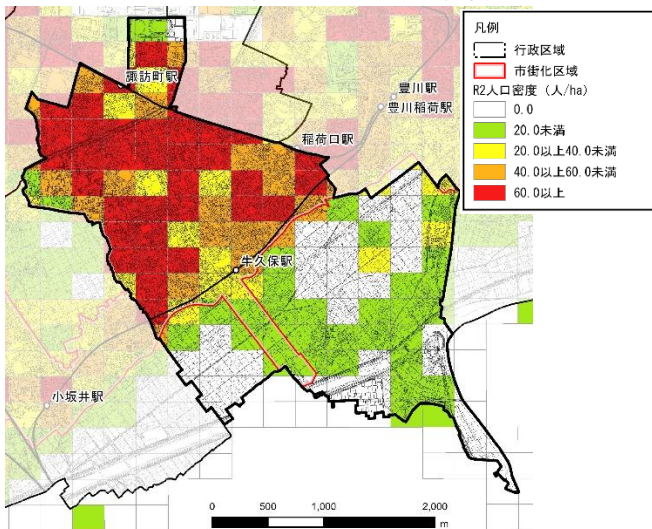 凡例
行政区域
市街化区域
R2人口密度（人/ha）
0.0
20.0未満
20.0以上40.0未満
40.0以上60.0未満
60.0以上
諏訪町駅
豊川駅
豊川稲荷駅
稲荷口駅
牛久保駅
小坂井駅
0 500 1,000 2,000
m